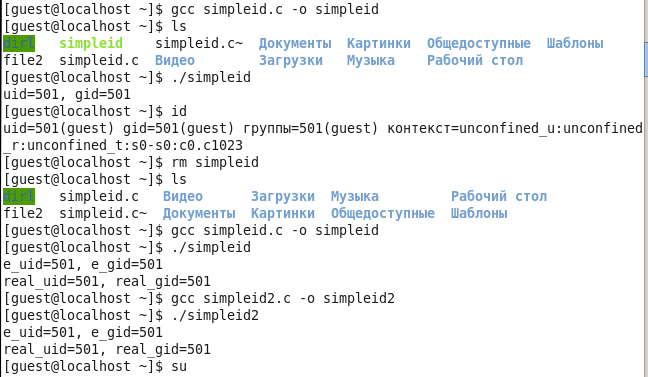 [guest@localhost ~]$ gcc simpleid.c -o simpleid
[guest@localhost ~]$ ls
dir1   simpleid    simpleid.c~  Документы  Картинки  Общедоступные  Шаблоны
file2  simpleid.c  Видео        Загрузки   Музыка    Рабочий стол
[guest@localhost ~]$ ./simpleid
uid=501, gid=501
[guest@localhost ~]$ id
uid=501(guest) gid=501(guest) группы=501(guest) контекст=unconfined_u:unconfined
_r:unconfined_t:s0-s0:c0.c1023
[guest@localhost ~]$ rm simpleid
[guest@localhost ~]$ ls
dir1   simpleid.c   Видео      Загрузки  Музыка         Рабочий стол
file2  simpleid.c~  Документы  Картинки  Общедоступные  Шаблоны
[guest@localhost ~]$ gcc simpleid.c -o simpleid
[guest@localhost ~]$ ./simpleid
e_uid=501, e_gid=501
real_uid=501, real_gid=501
[guest@localhost ~]$ gcc simpleid2.c -o simpleid2
[guest@localhost ~]$ ./simpleid2
e_uid=501, e_gid=501
real_uid=501, real_gid=501
[guest@localhost ~]$ su